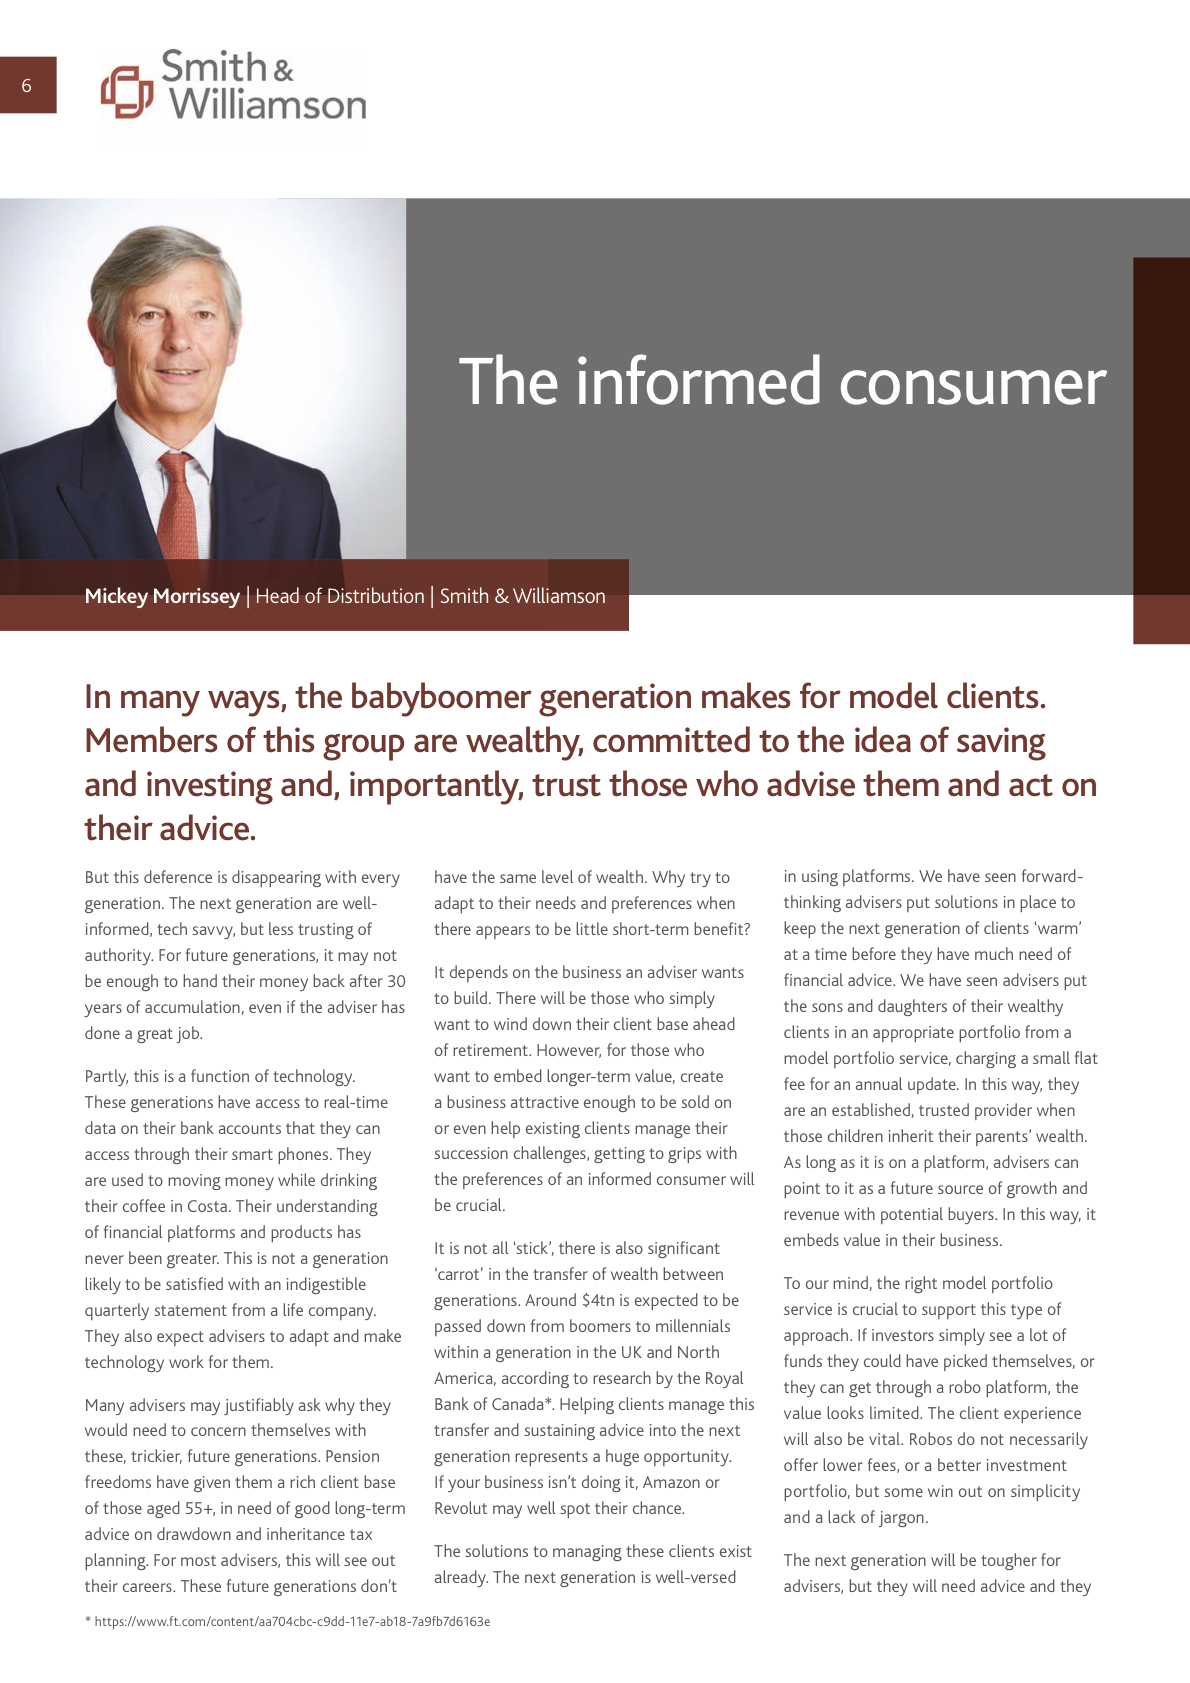 6
Smith &
Williamson
The informed consumer
Mickey Morrissey | Head of Distribution | Smith & Williamson
In many ways, the babyboomer generation makes for model clients.
Members of this group are wealthy, committed to the idea of saving
and investing and, importantly, trust those who advise them and act on
their advice.
But this deference is disappearing with every
generation. The next generation are well-
informed, tech savvy, but less trusting of
authority. For future generations, it may not
be enough to hand their money back after 30
years of accumulation, even if the adviser has
done a great job.
Partly, this is a function of technology.
These generations have access to real-time
data on their bank accounts that they can
access through their smart phones. They
are used to moving money while drinking
their coffee in Costa. Their understanding
of financial platforms and products has
never been greater. This is not a generation
likely to be satisfied with an indigestible
quarterly statement from a life company.
They also expect advisers to adapt and make
technology work for them.
Many advisers may justifiably ask why they
would need to concern themselves with
these, trickier, future generations. Pension
freedoms have given them a rich client base
of those aged 55+, in need of good long-term
advice on drawdown and inheritance tax
planning. For most advisers, this will see out
their careers. These future generations don't
have the same level of wealth. Why try to
adapt to their needs and preferences when
there appears to be little short-term benefit?
It depends on the business an adviser wants
to build. There will be those who simply
want to wind down their client base ahead
of retirement. However, for those who
want to embed longer-term value, create
a business attractive enough to be sold on
or even help existing clients manage their
succession challenges, getting to grips with
the preferences of an informed consumer will
be crucial.
It is not all 'stick', there is also significant
'carrot' in the transfer of wealth between
generations. Around $4tn is expected to be
passed down from boomers to millennials
within a generation in the UK and North
America, according to research by the Royal
Bank of Canada*. Helping clients manage this
transfer and sustaining advice into the next
generation represents a huge opportunity.
If your business isn't doing it, Amazon or
Revolut may well spot their chance.
The solutions to managing these clients exist
already. The next generation is well-versed
in using platforms. We have seen forward-
thinking advisers put solutions in place to
keep the next generation of clients 'warm'
at a time before they have much need of
financial advice. We have seen advisers put
the sons and daughters of their wealthy
clients in an appropriate portfolio from a
model portfolio service, charging a small flat
fee for an annual update. In this way, they
are an established, trusted provider when
those children inherit their parents' wealth.
As long as it is on a platform, advisers can
point to it as a future source of growth and
revenue with potential buyers. In this way, it
embeds value in their business.
To our mind, the right model portfolio
service is crucial to support this type of
approach. If investors simply see a lot of
funds they could have picked themselves, or
they can get through a robo platform, the
value looks limited. The client experience
will also be vital. Robos do not necessarily
offer lower fees, or a better investment
portfolio, but some win out on simplicity
and a lack of jargon.
The next generation will be tougher for
advisers, but they will need advice and they
* https://www.ft.com/content/aa704cbc-c9dd-11e7-ab18-7a9fb7d6163e